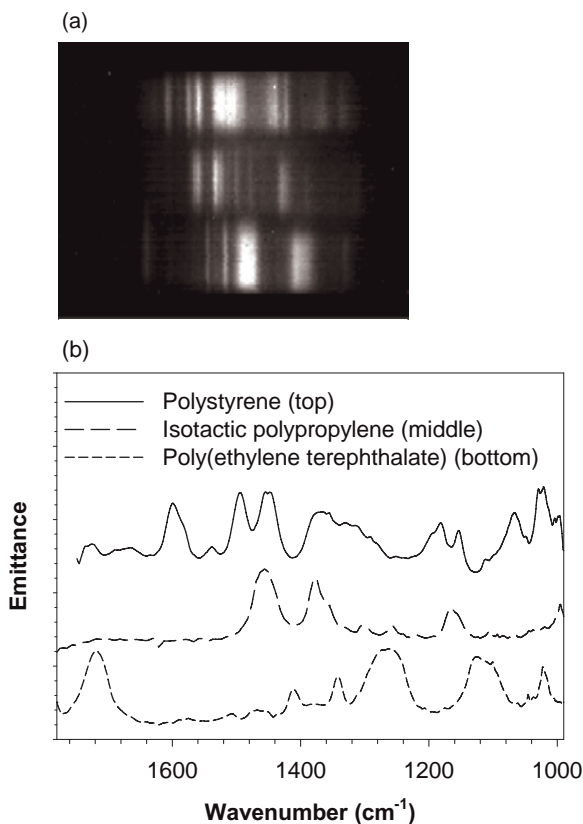 (a)
(b)
Polystyrene (top)
Isotactic polypropylene (middle)
Poly(ethylene terephthalate) (bottom)
Emittance
1600 1400 1200 1000
Wavenumber (cm⁻¹)